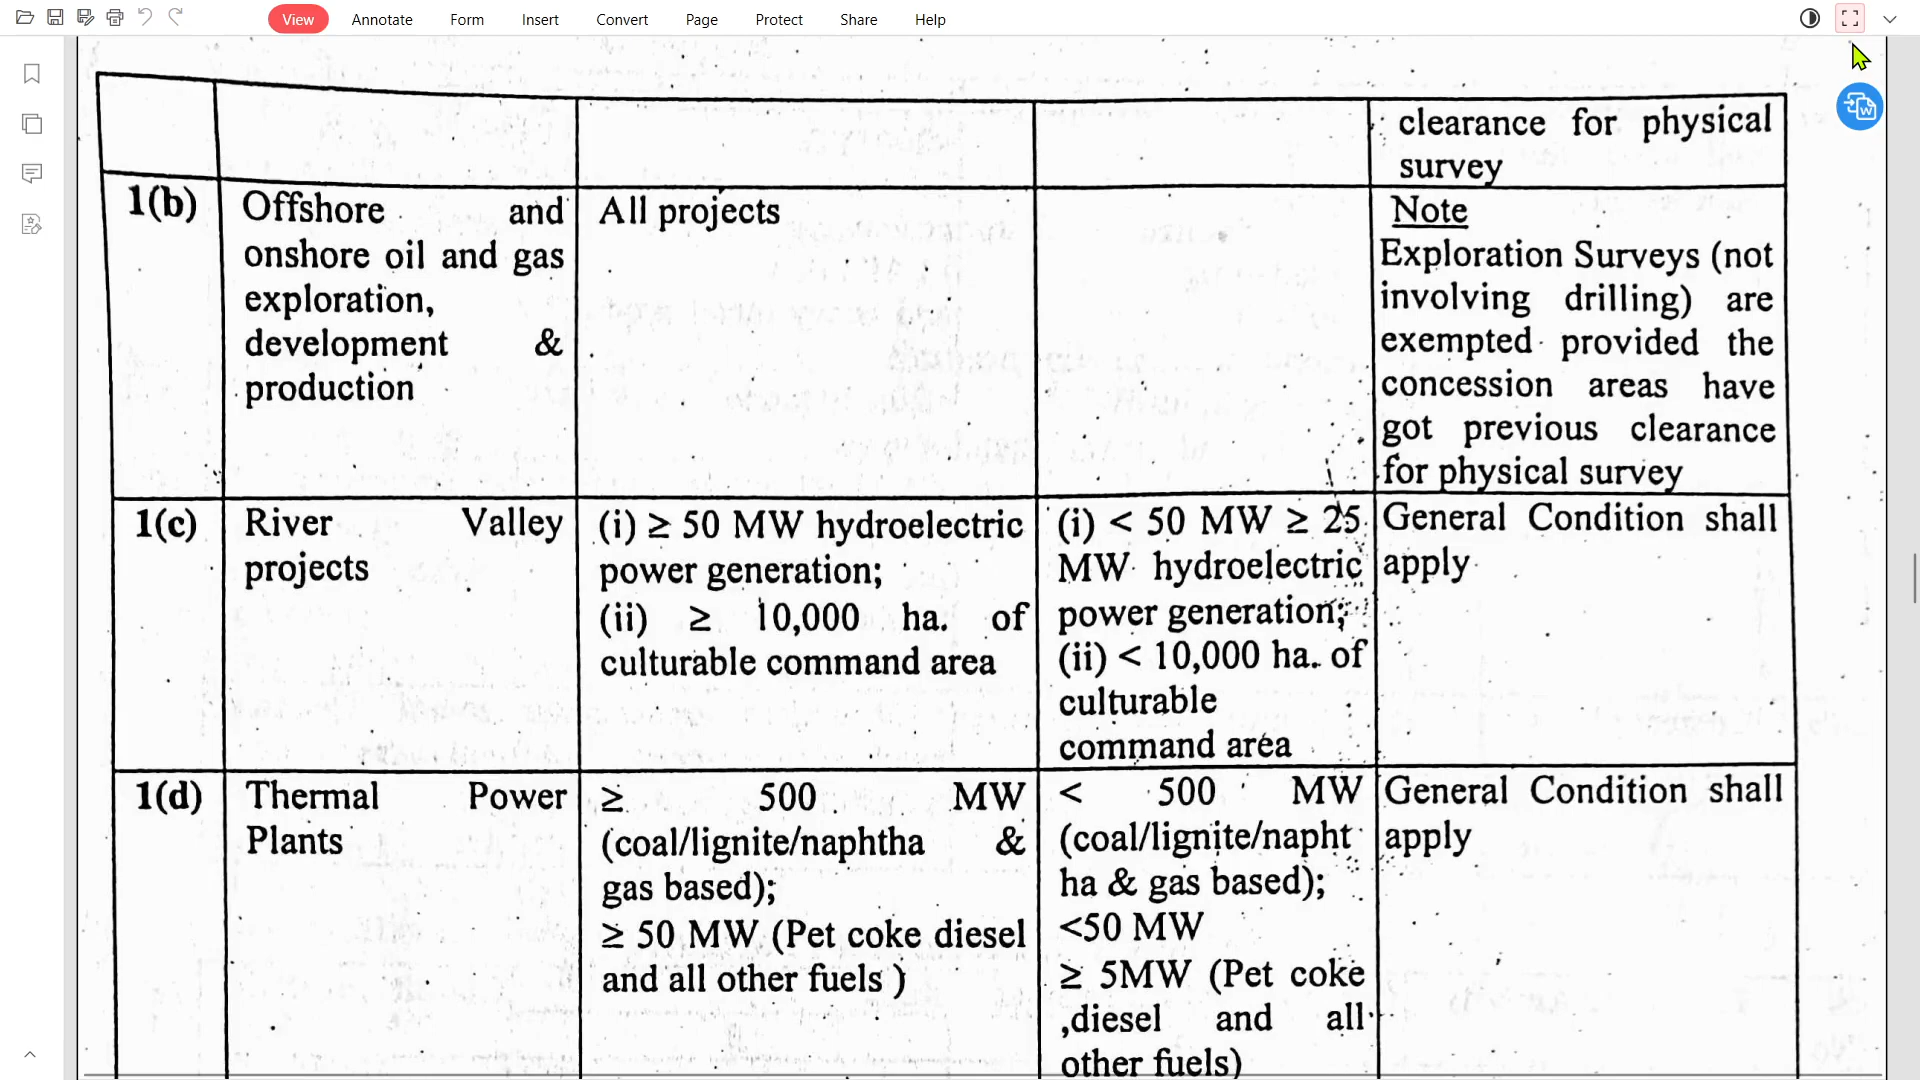 View Annotate Form Insert Convert Page Protect Share Help
clearance for physical
survey
1(b) Offshore and
onshore oil and gas
exploration,
development &
production
All projects
Note
Exploration Surveys (not
involving drilling) are
exempted provided the
concession areas have
got previous clearance
for physical survey
1(c) River Valley
projects
(i) ≥ 50 MW hydroelectric
power generation;
(ii) ≥ 10,000 ha. of
culturable command area
(i) < 50 MW ≥ 25
MW hydroelectric
power generation;
(ii) < 10,000 ha. of
culturable
command area
General Condition shall
apply
1(d) Thermal Power
Plants
≥ 500 MW
(coal/lignite/naphtha &
gas based);
≥ 50 MW (Pet coke diesel
and all other fuels )
< 500 MW
(coal/lignite/napht
ha & gas based);
<50 MW
≥ 5MW (Pet coke
,diesel and all
other fuels)
General Condition shall
apply